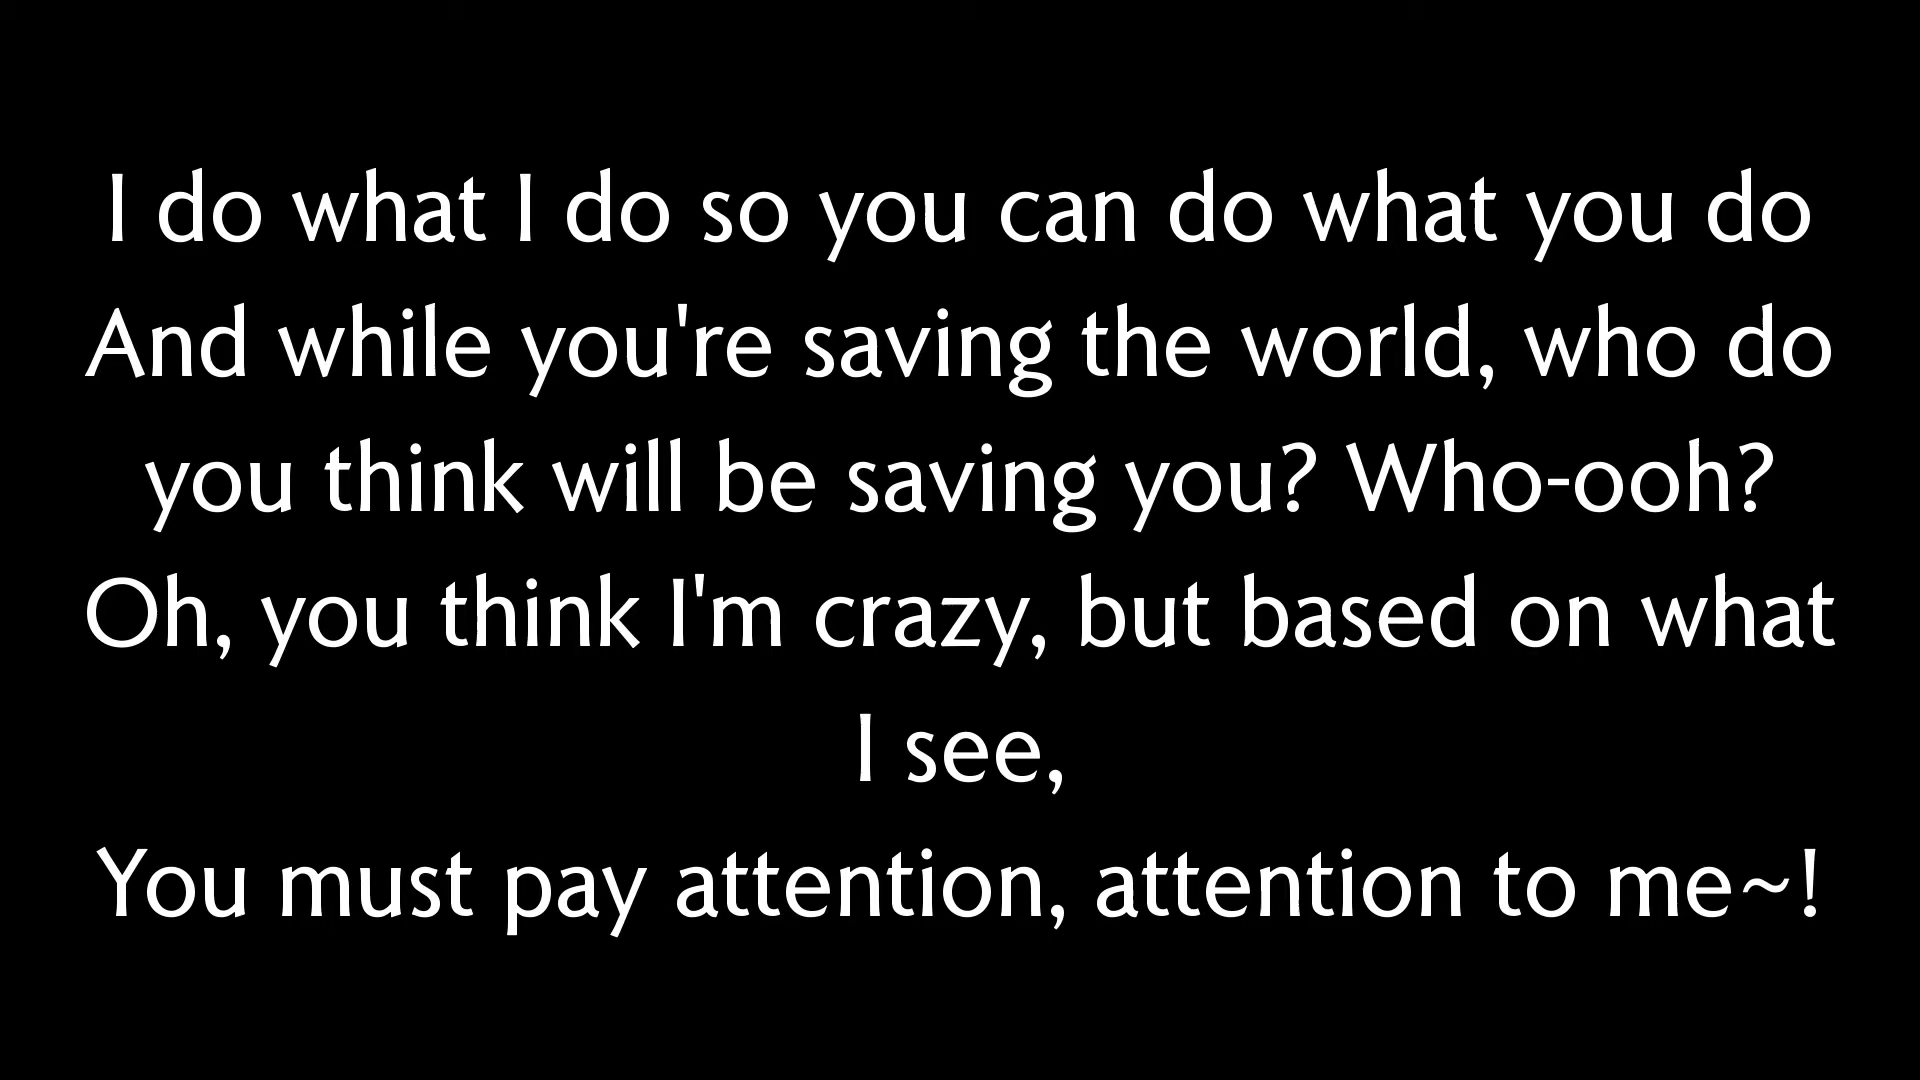 I do what I do so you can do what you do
And while you're saving the world, who do
you think will be saving you? Who-ooh?
Oh, you think I'm crazy, but based on what
I see,
You must pay attention, attention to me~!